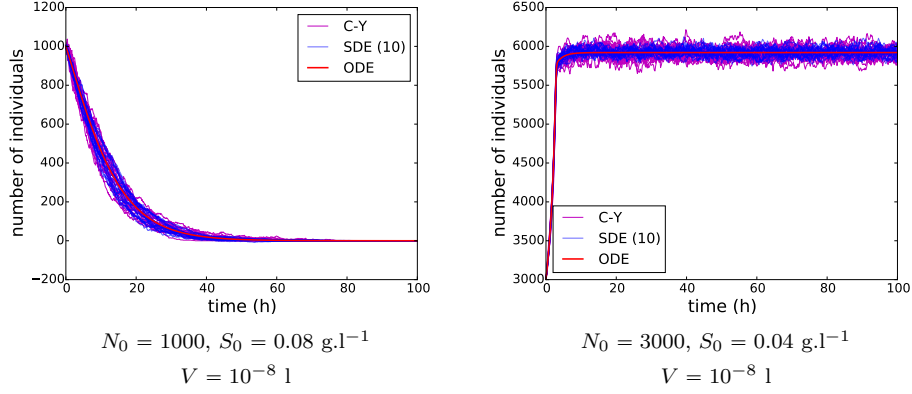 1200
1000
800
600
400
200
0
−200
number of individuals
0 20 40 60 80 100
time (h)
C-Y
SDE (10)
ODE
N₀ = 1000, S₀ = 0.08 g.l⁻¹
V = 10⁻⁸ l
6500
6000
5500
5000
4500
4000
3500
3000
number of individuals
C-Y
SDE (10)
ODE
0 20 40 60 80 100
time (h)
N₀ = 3000, S₀ = 0.04 g.l⁻¹
V = 10⁻⁸ l